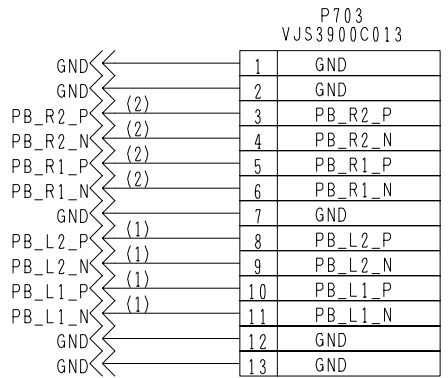 P703
VJS3900C013
GND 1 GND
GND 2 GND
PB_R2_P (2) 3 PB_R2_P
PB_R2_N (2) 4 PB_R2_N
PB_R1_P (2) 5 PB_R1_P
PB_R1_N (2) 6 PB_R1_N
GND 7 GND
PB_L2_P (1) 8 PB_L2_P
PB_L2_N (1) 9 PB_L2_N
PB_L1_P (1) 10 PB_L1_P
PB_L1_N (1) 11 PB_L1_N
GND 12 GND
GND 13 GND